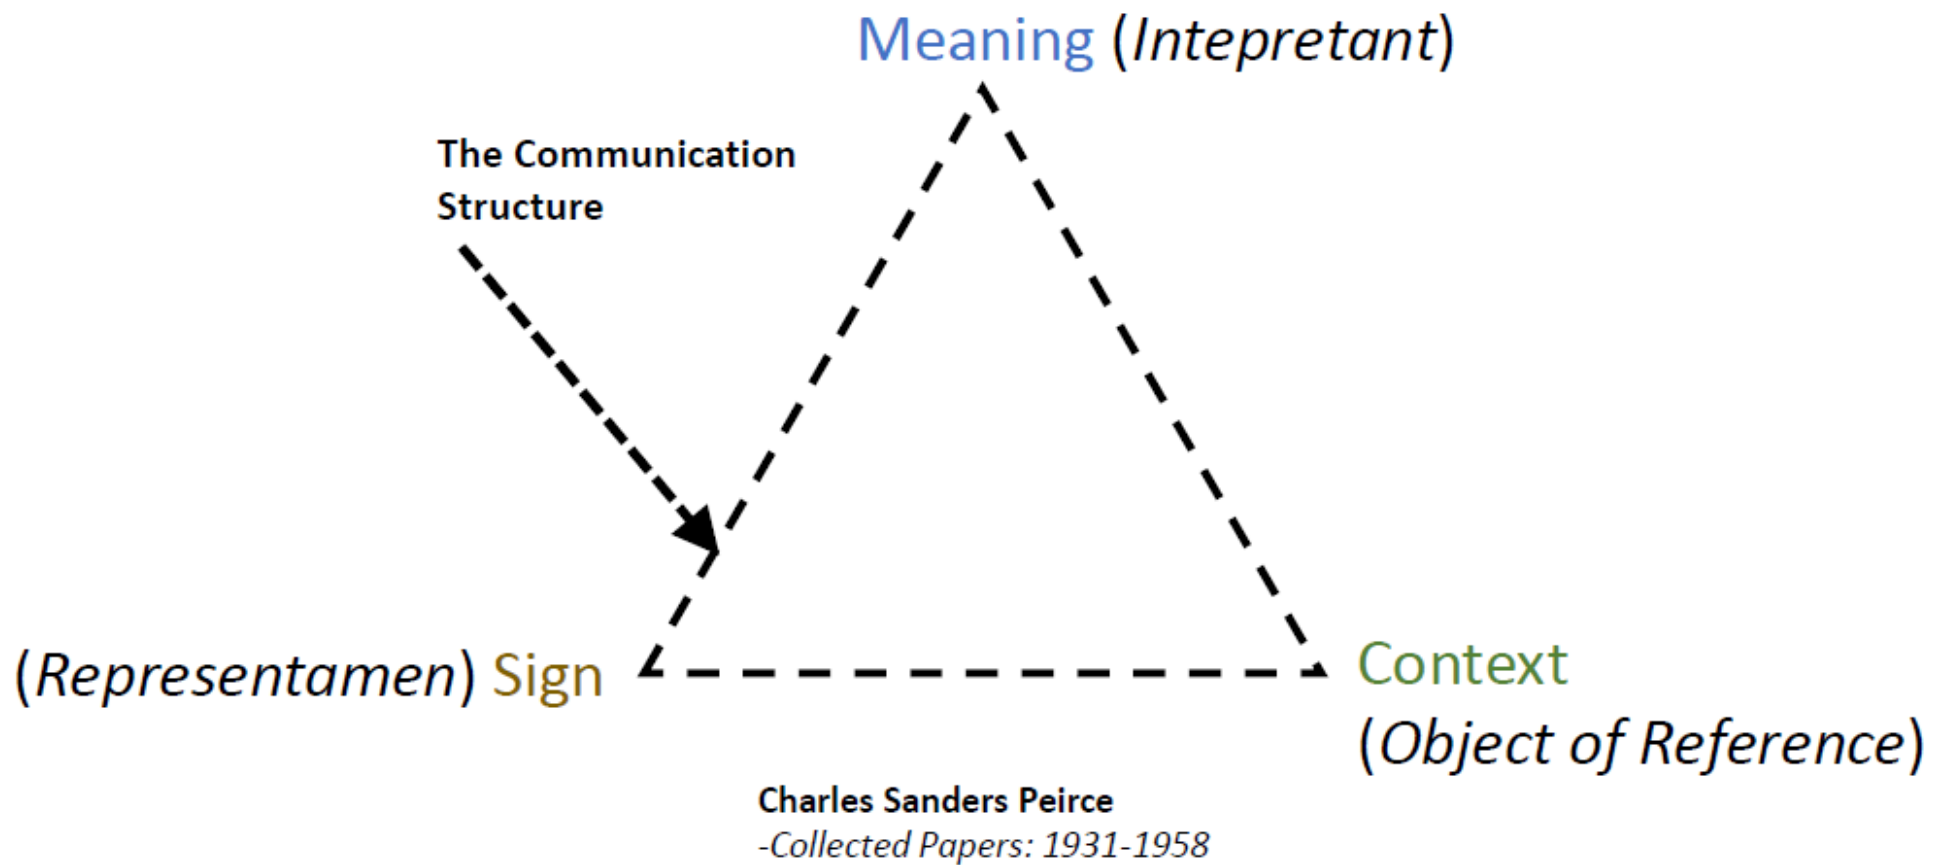 Meaning (Intepretant)
The Communication
Structure
(Representamen) Sign
Context
(Object of Reference)
Charles Sanders Peirce
-Collected Papers: 1931-1958